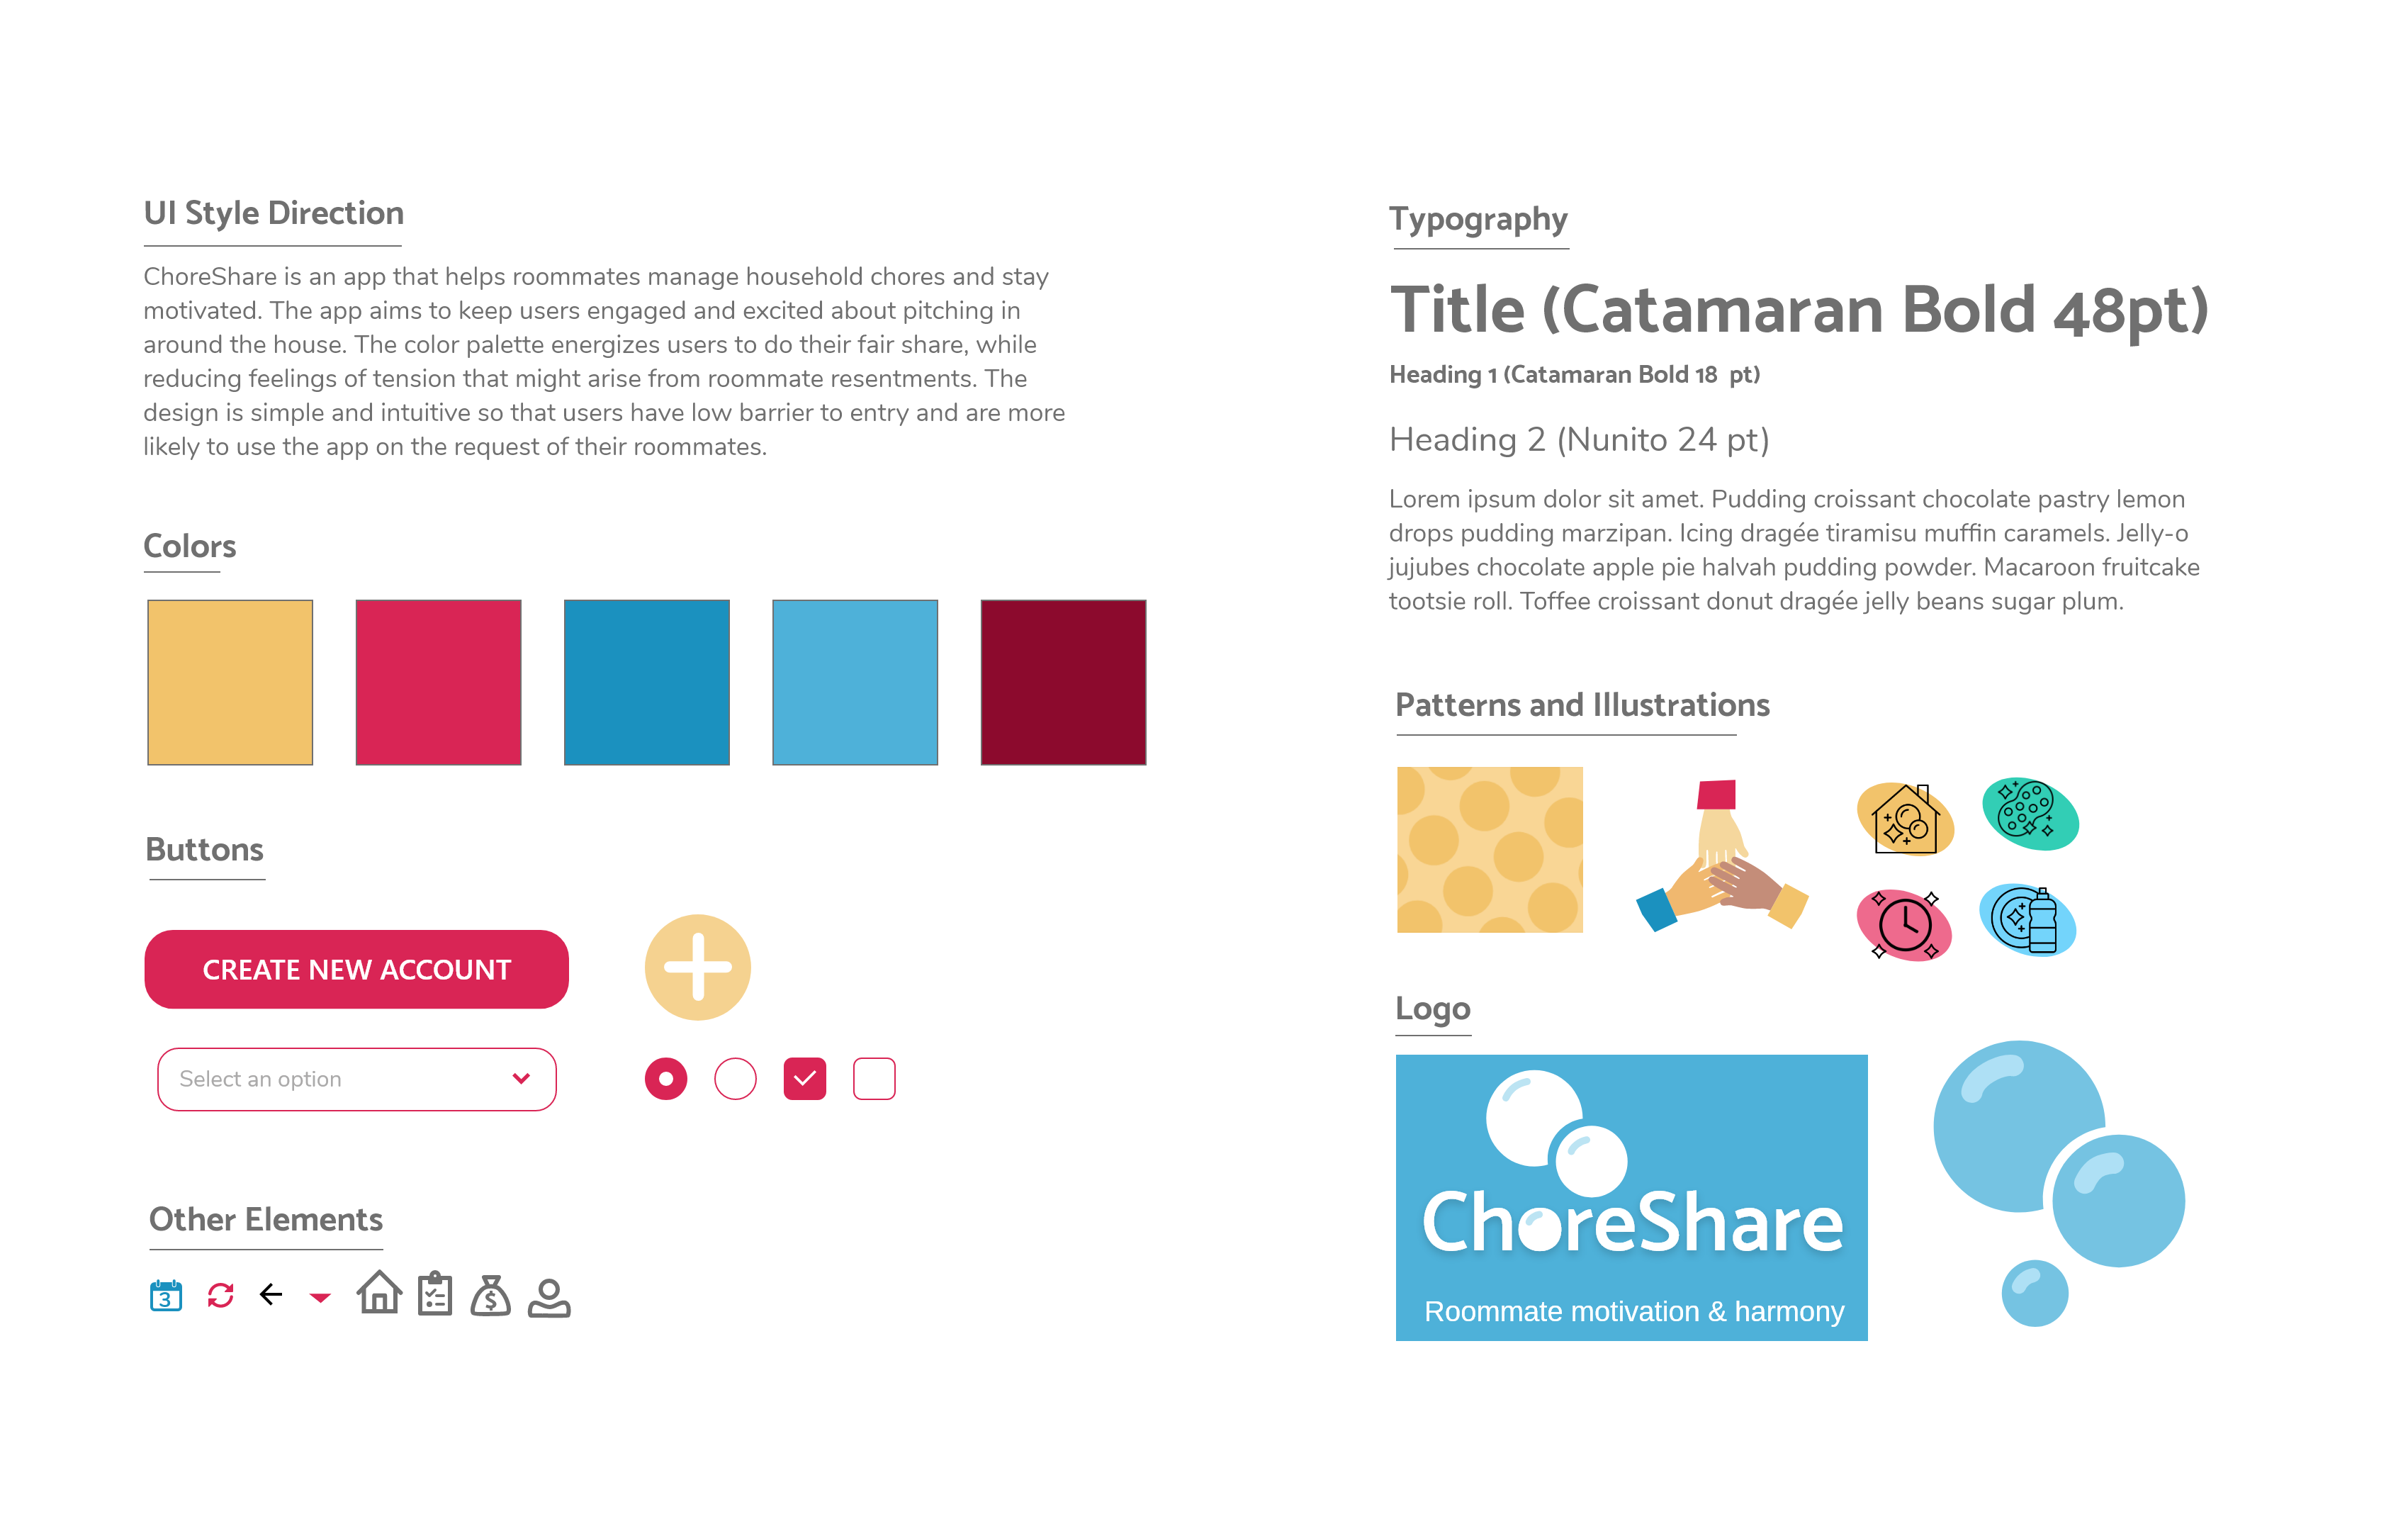 UI Style Direction
ChoreShare is an app that helps roommates manage household chores and stay
motivated. The app aims to keep users engaged and excited about pitching in
around the house. The color palette energizes users to do their fair share, while
reducing feelings of tension that might arise from roommate resentments. The
design is simple and intuitive so that users have low barrier to entry and are more
likely to use the app on the request of their roommates.
Colors
Buttons
CREATE NEW ACCOUNT
Select an option
Other Elements
3
$
Typography
Title (Catamaran Bold 48pt)
Heading 1 (Catamaran Bold 18  pt)
Heading 2 (Nunito 24 pt)
Lorem ipsum dolor sit amet. Pudding croissant chocolate pastry lemon
drops pudding marzipan. Icing dragée tiramisu muffin caramels. Jelly-o
jujubes chocolate apple pie halvah pudding powder. Macaroon fruitcake
tootsie roll. Toffee croissant donut dragée jelly beans sugar plum.
Patterns and Illustrations
Logo
ChoreShare
Roommate motivation & harmony